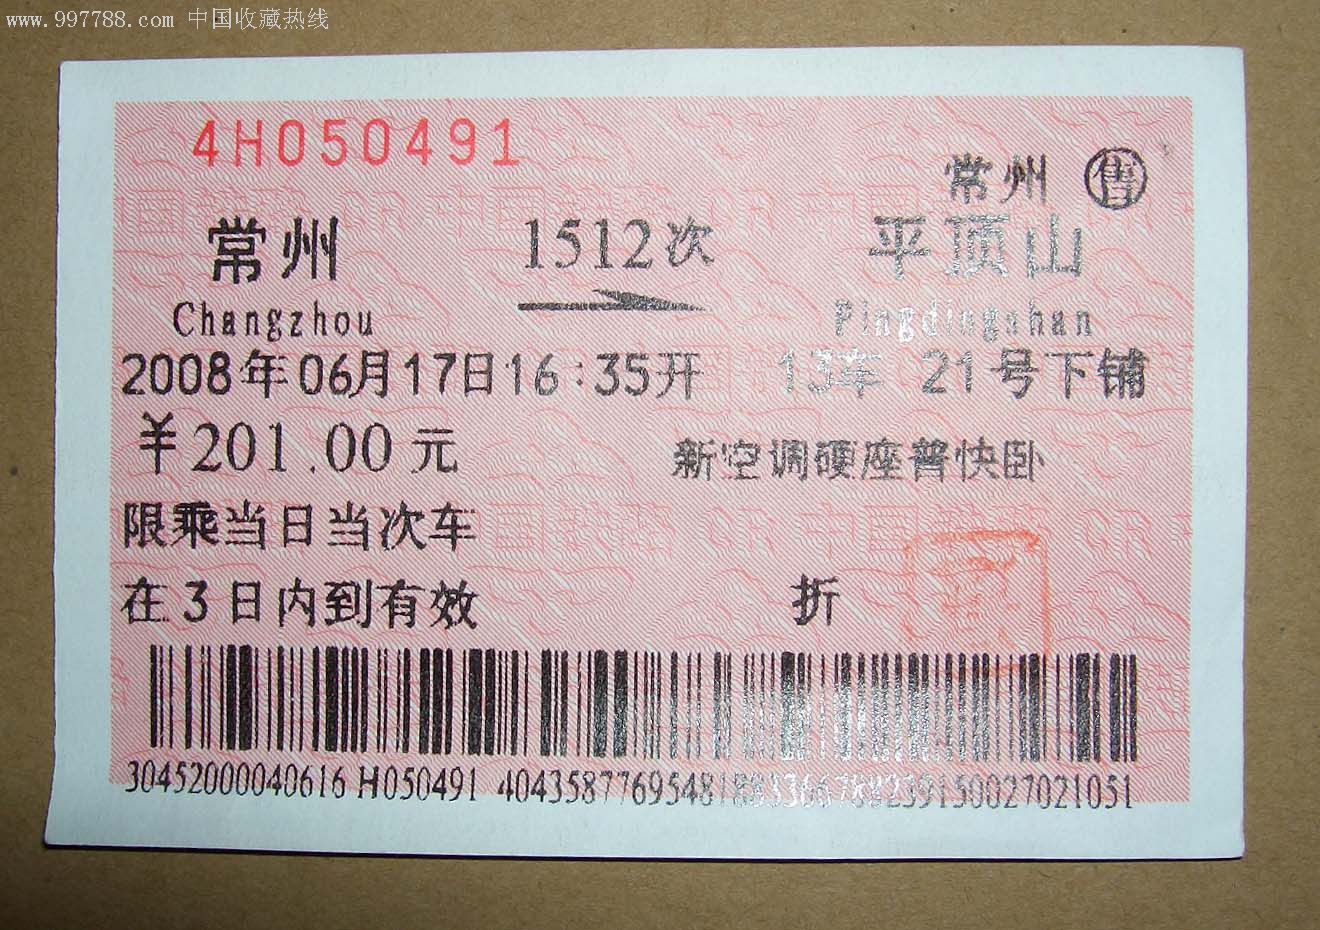 www.997788.com 中国收藏热线
4H050491
常州 售
常州 1512次 平顶山
Changzhou Pingdingshan
2008年06月17日16:35开 13车 21号下铺
￥201.00元 新空调硬座普快卧
限乘当日当次车
在3日内到有效 折
30452000040616 H050491